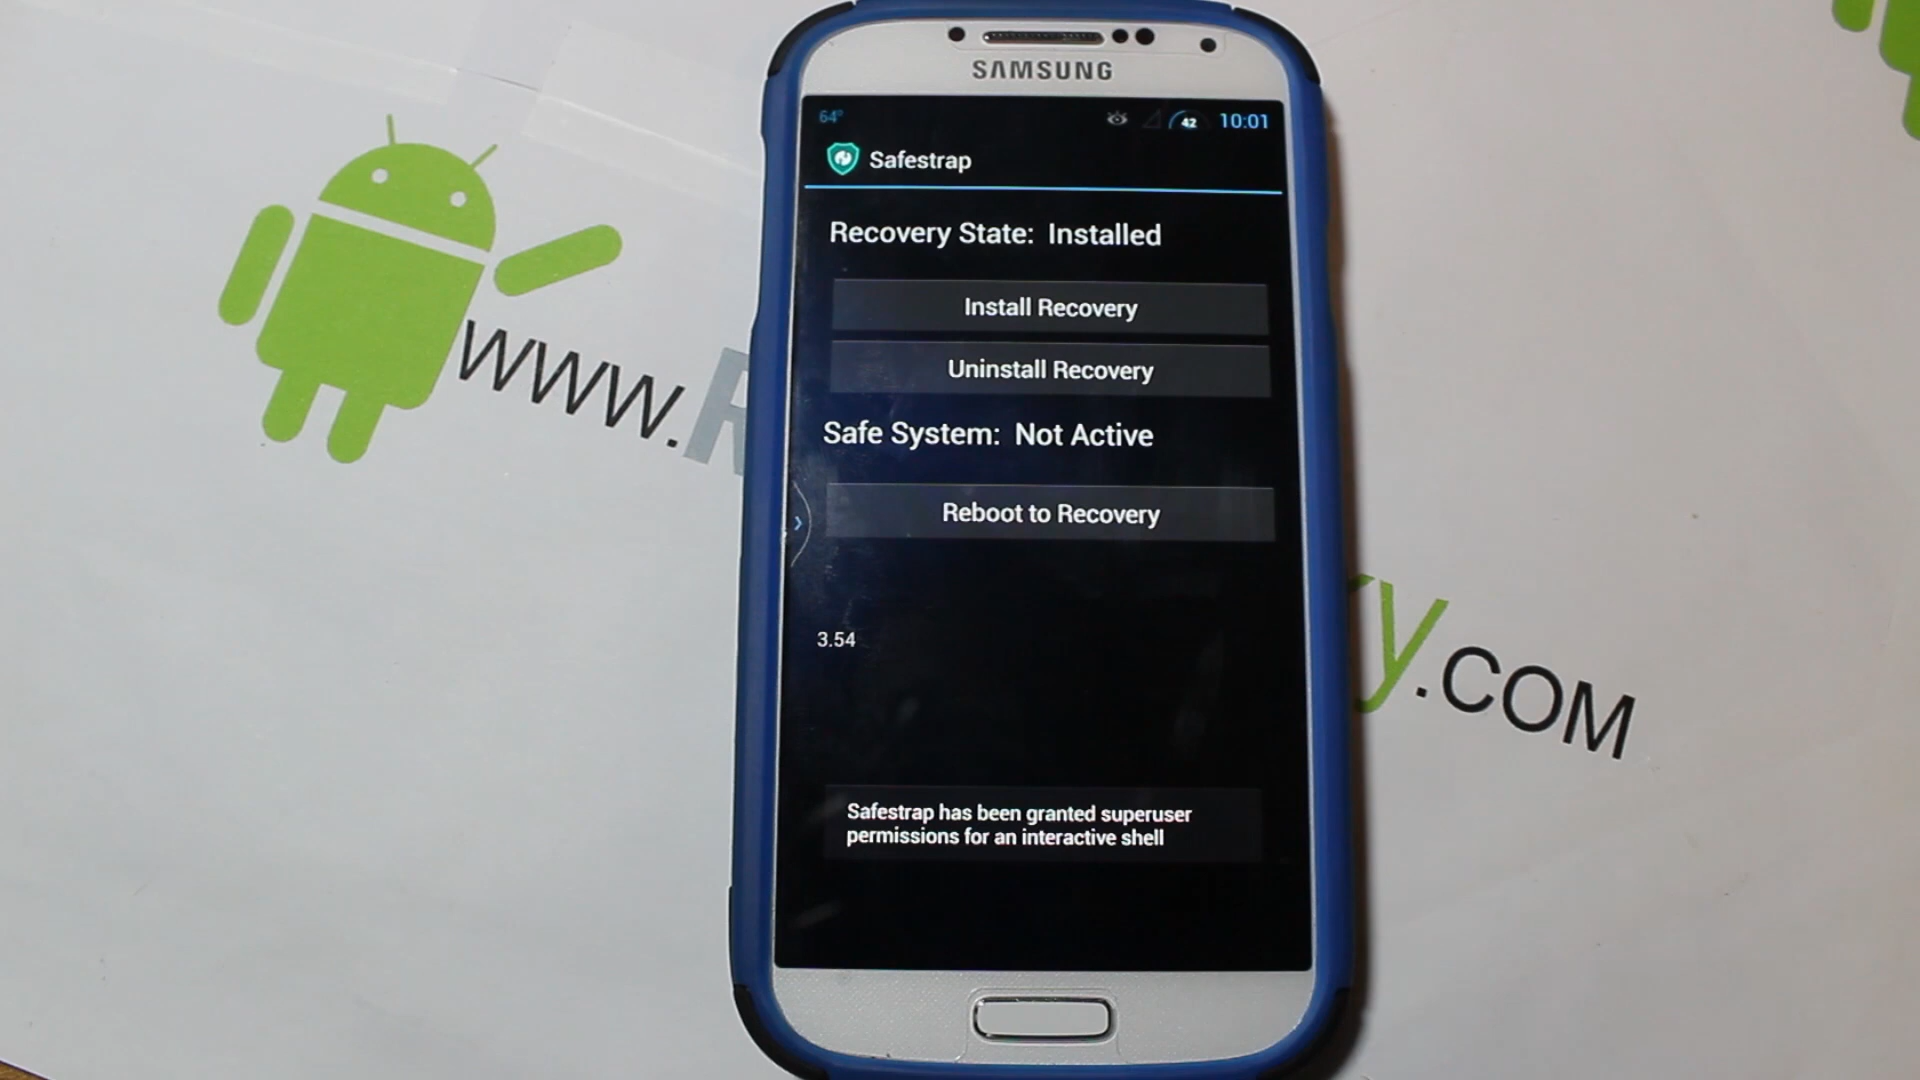 SAMSUNG
64° 42 10:01
Safestrap
Recovery State: Installed
Install Recovery
Uninstall Recovery
Safe System: Not Active
Reboot to Recovery
3.54
Safestrap has been granted superuser
permissions for an interactive shell
www.R
y.COM